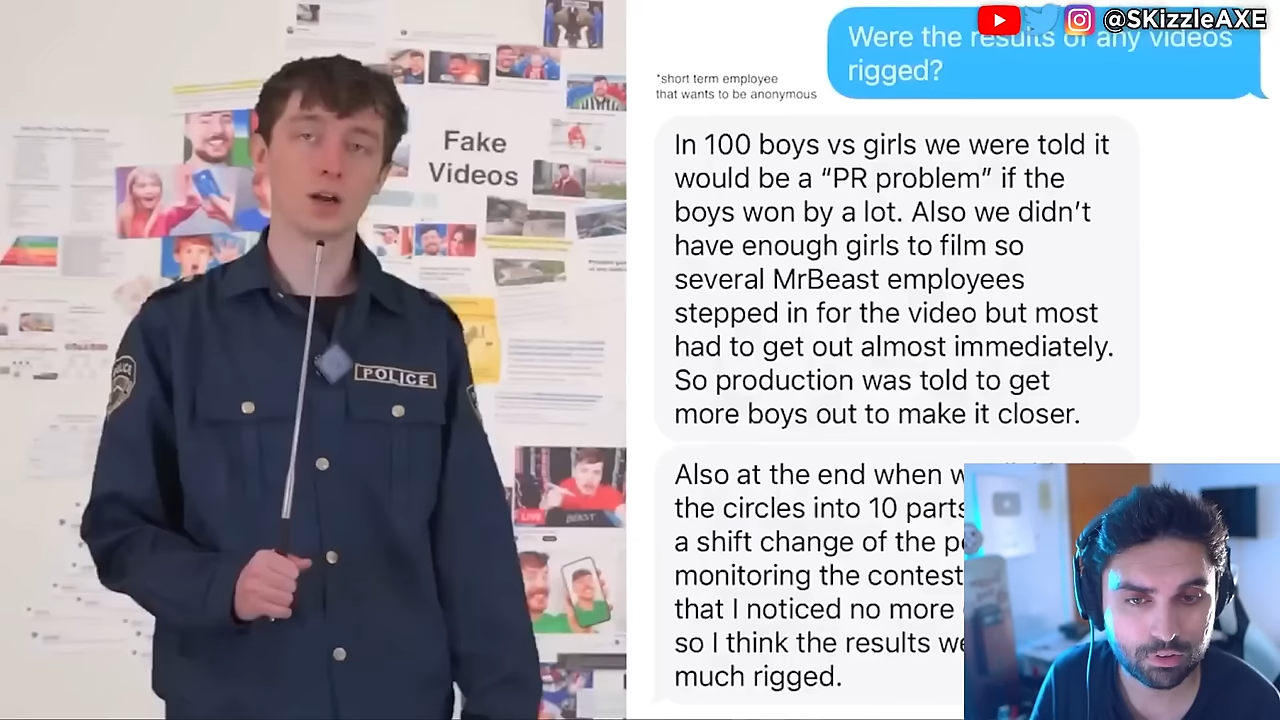 @SKizzleAXE
Were the results of any videos
rigged?
*short term employee
that wants to be anonymous
Fake
Videos
POLICE
POLICE
LIVE
BEAST
In 100 boys vs girls we were told it
would be a “PR problem” if the
boys won by a lot. Also we didn’t
have enough girls to film so
several MrBeast employees
stepped in for the video but most
had to get out almost immediately.
So production was told to get
more boys out to make it closer.
Also at the end when w
the circles into 10 parts
a shift change of the p
monitoring the contest
that I noticed no more
so I think the results we
much rigged.